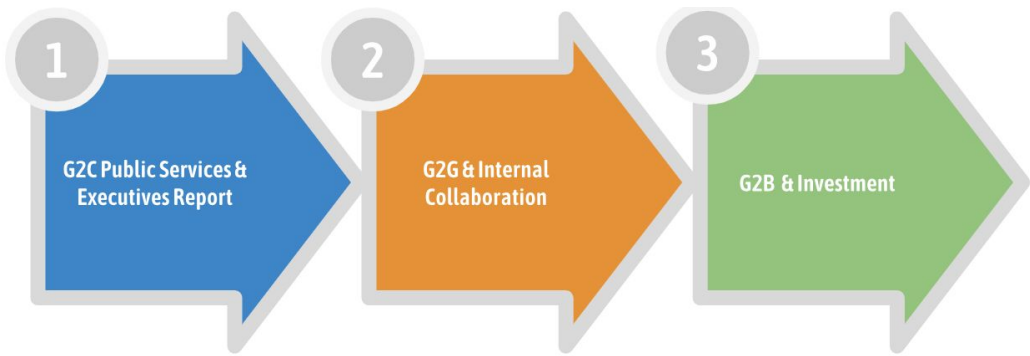 1
G2C Public Services &
Executives Report
2
G2G & Internal
Collaboration
3
G2B & Investment